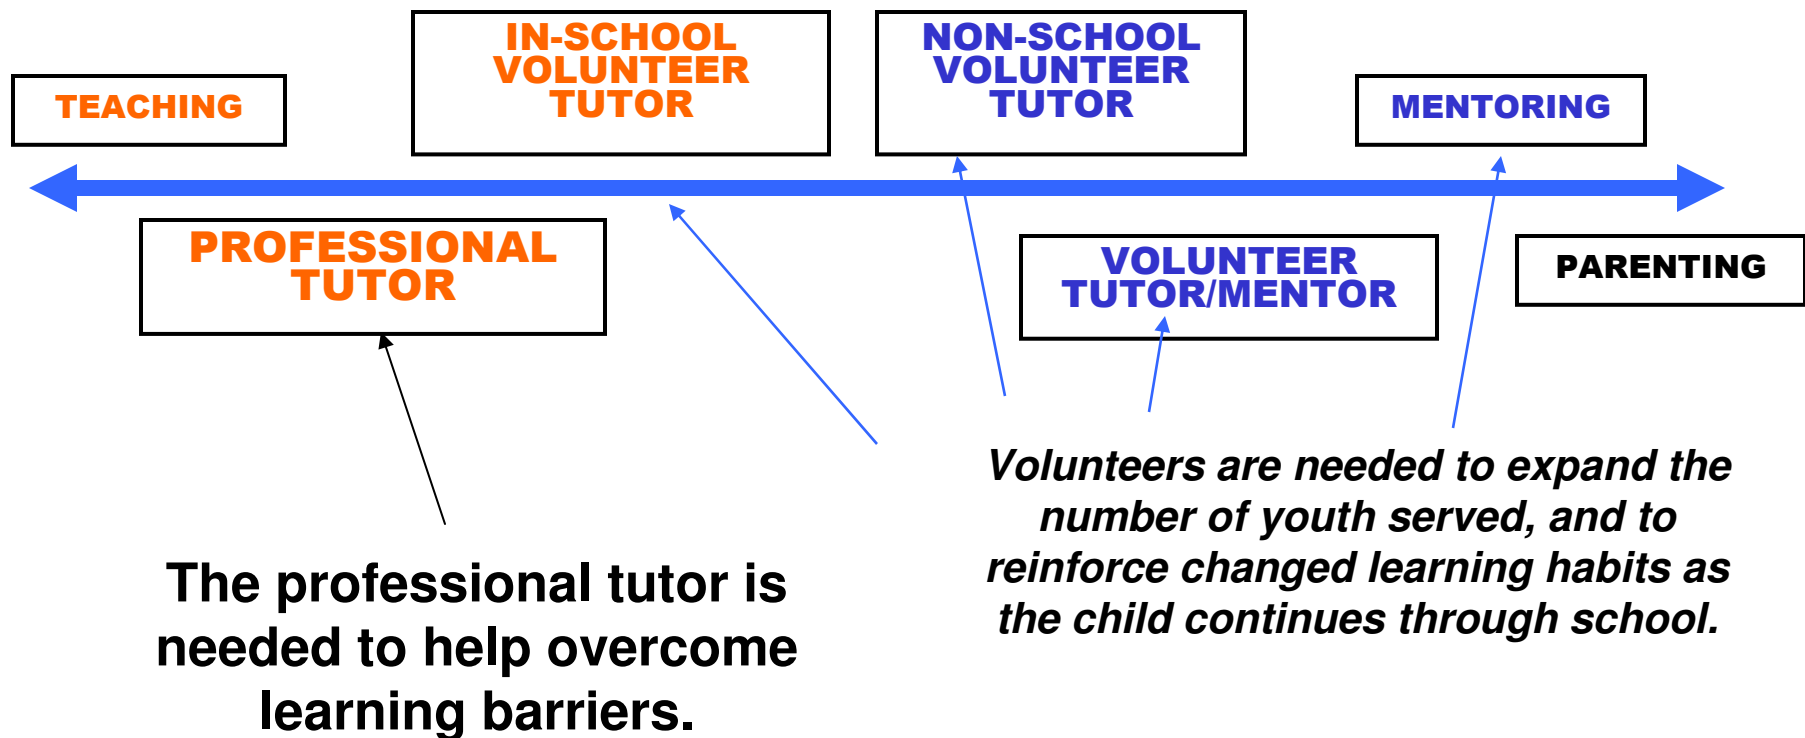 TEACHING
IN-SCHOOL
VOLUNTEER
TUTOR
NON-SCHOOL
VOLUNTEER
TUTOR
MENTORING
PROFESSIONAL
TUTOR
VOLUNTEER
TUTOR/MENTOR
PARENTING
The professional tutor is
needed to help overcome
learning barriers.
Volunteers are needed to expand the
number of youth served, and to
reinforce changed learning habits as
the child continues through school.